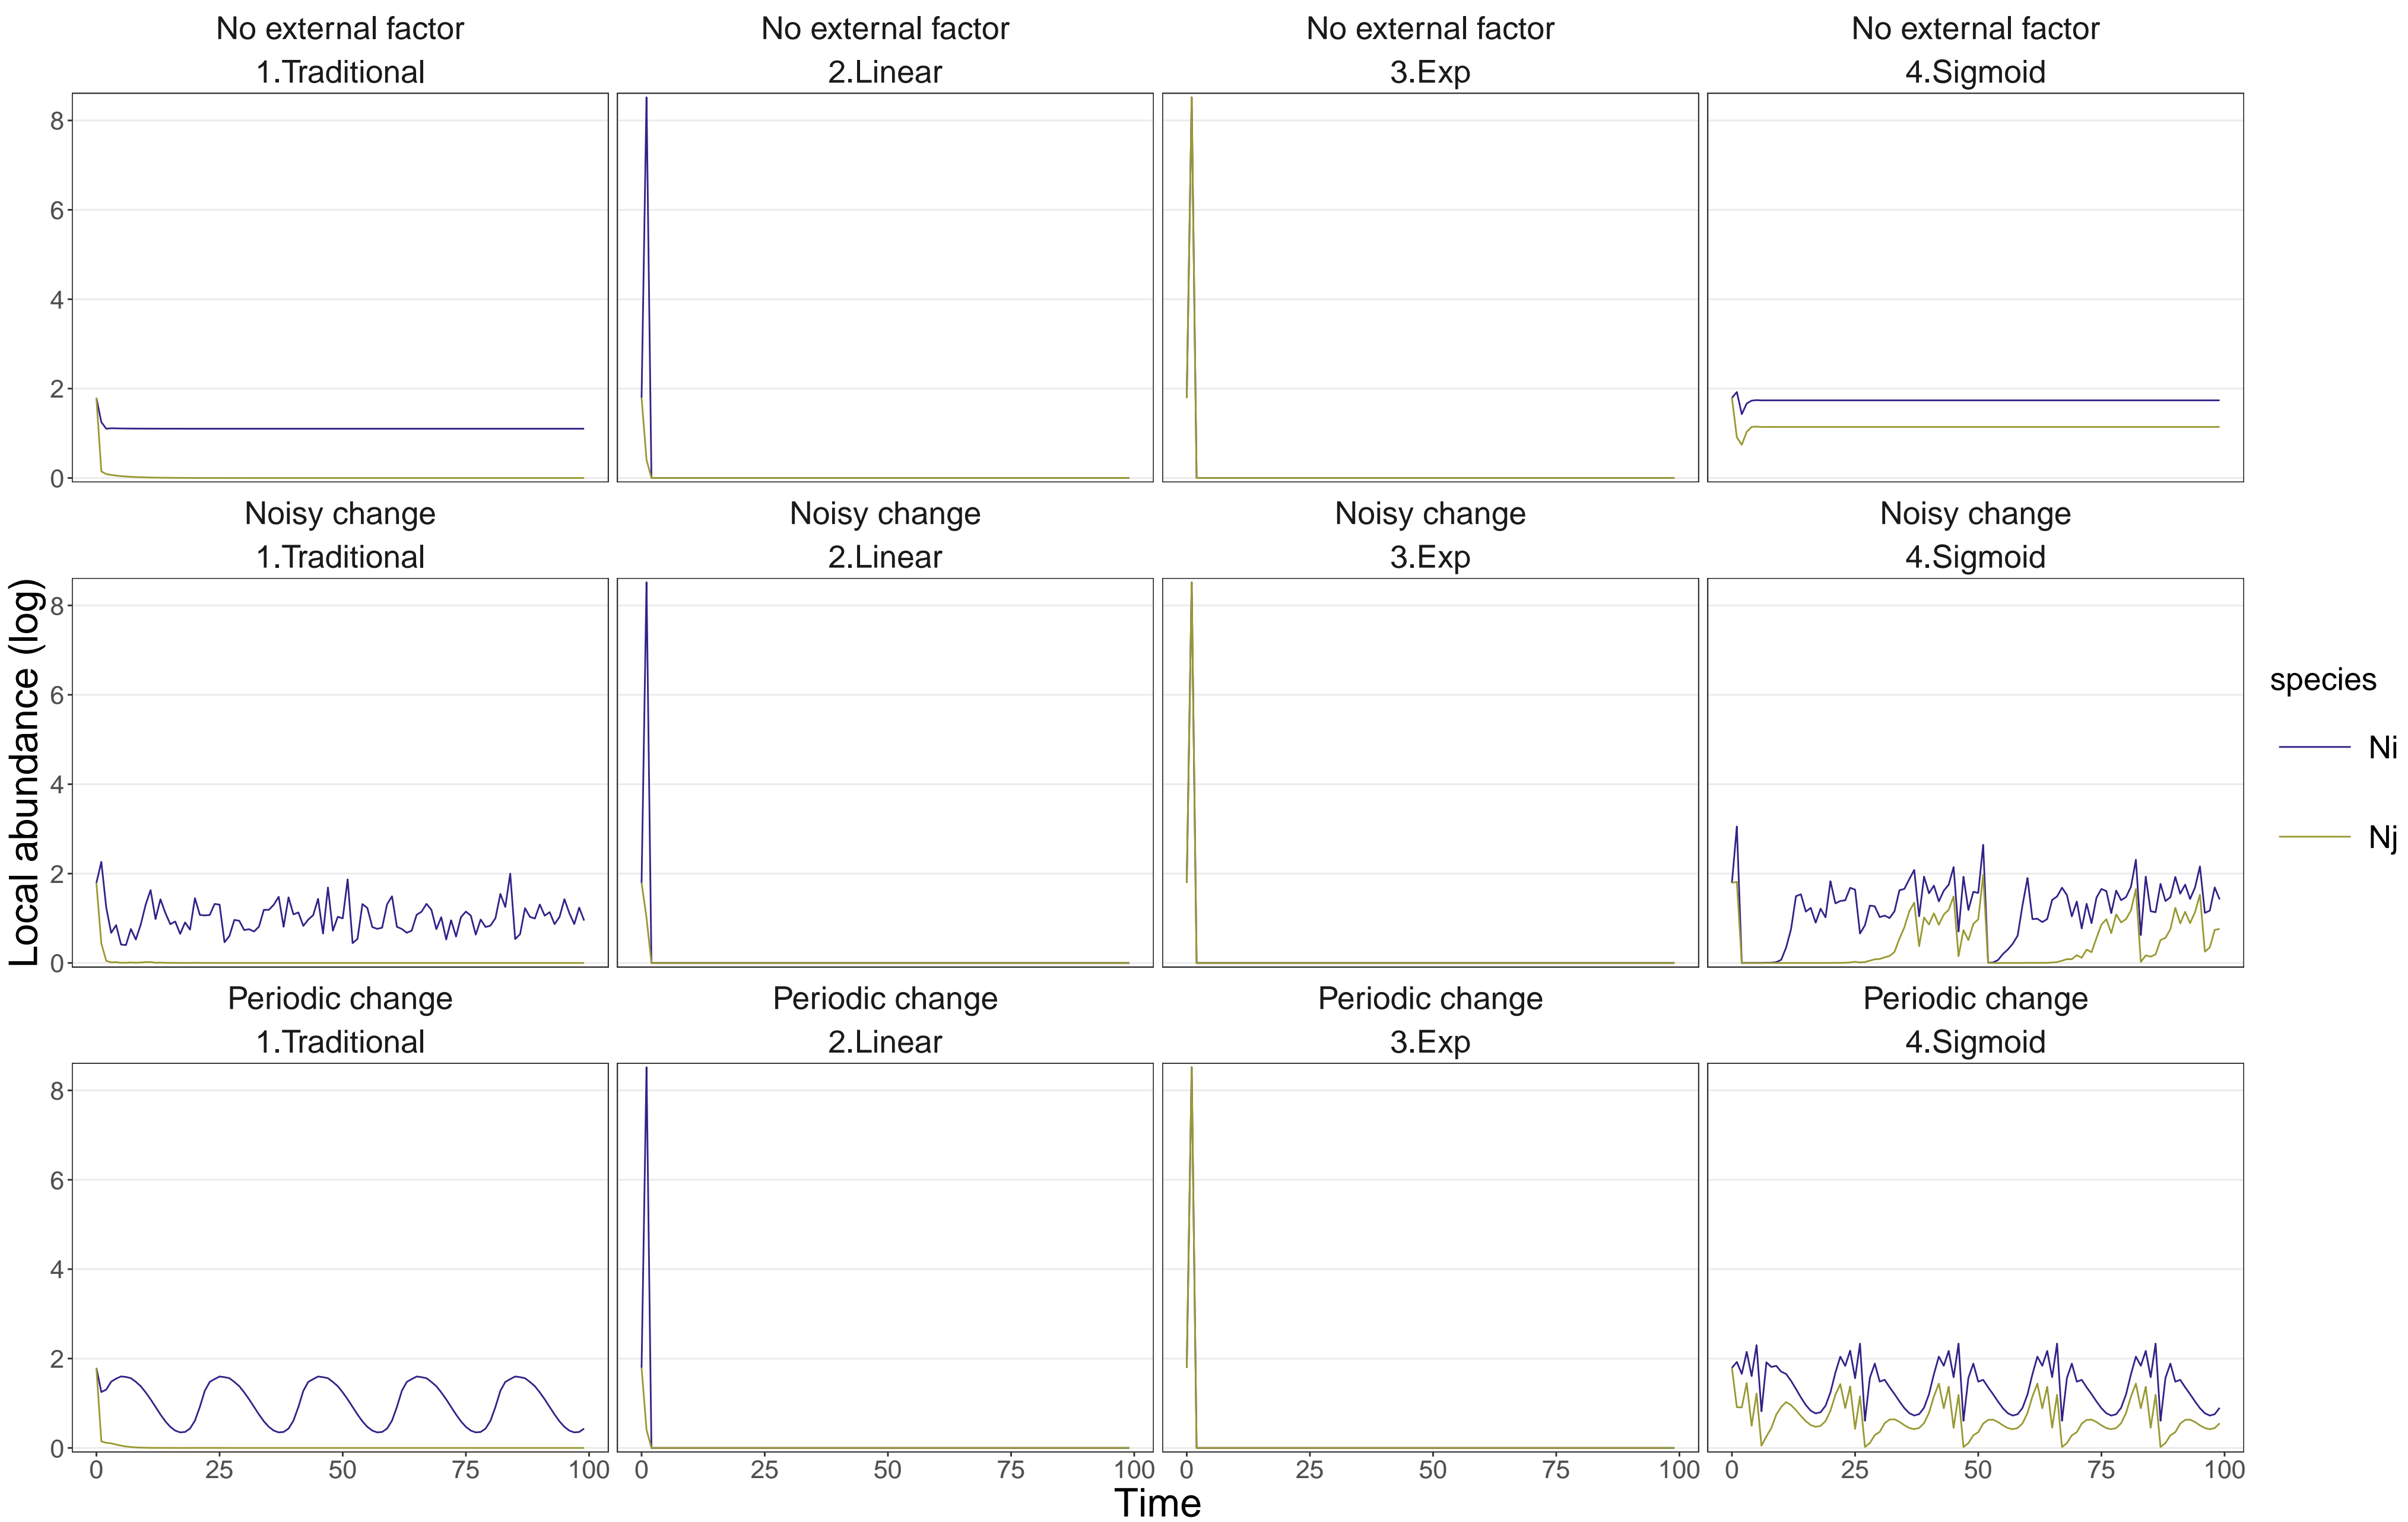 No external factor
1.Traditional
No external factor
2.Linear
No external factor
3.Exp
No external factor
4.Sigmoid
8
6
4
2
0
Noisy change
1.Traditional
Noisy change
2.Linear
Noisy change
3.Exp
Noisy change
4.Sigmoid
Local abundance (log)
8
6
4
2
0
species
Ni
Nj
Periodic change
1.Traditional
Periodic change
2.Linear
Periodic change
3.Exp
Periodic change
4.Sigmoid
8
6
4
2
0
0 25 50 75 100
0 25 50 75 100
0 25 50 75 100
0 25 50 75 100
Time